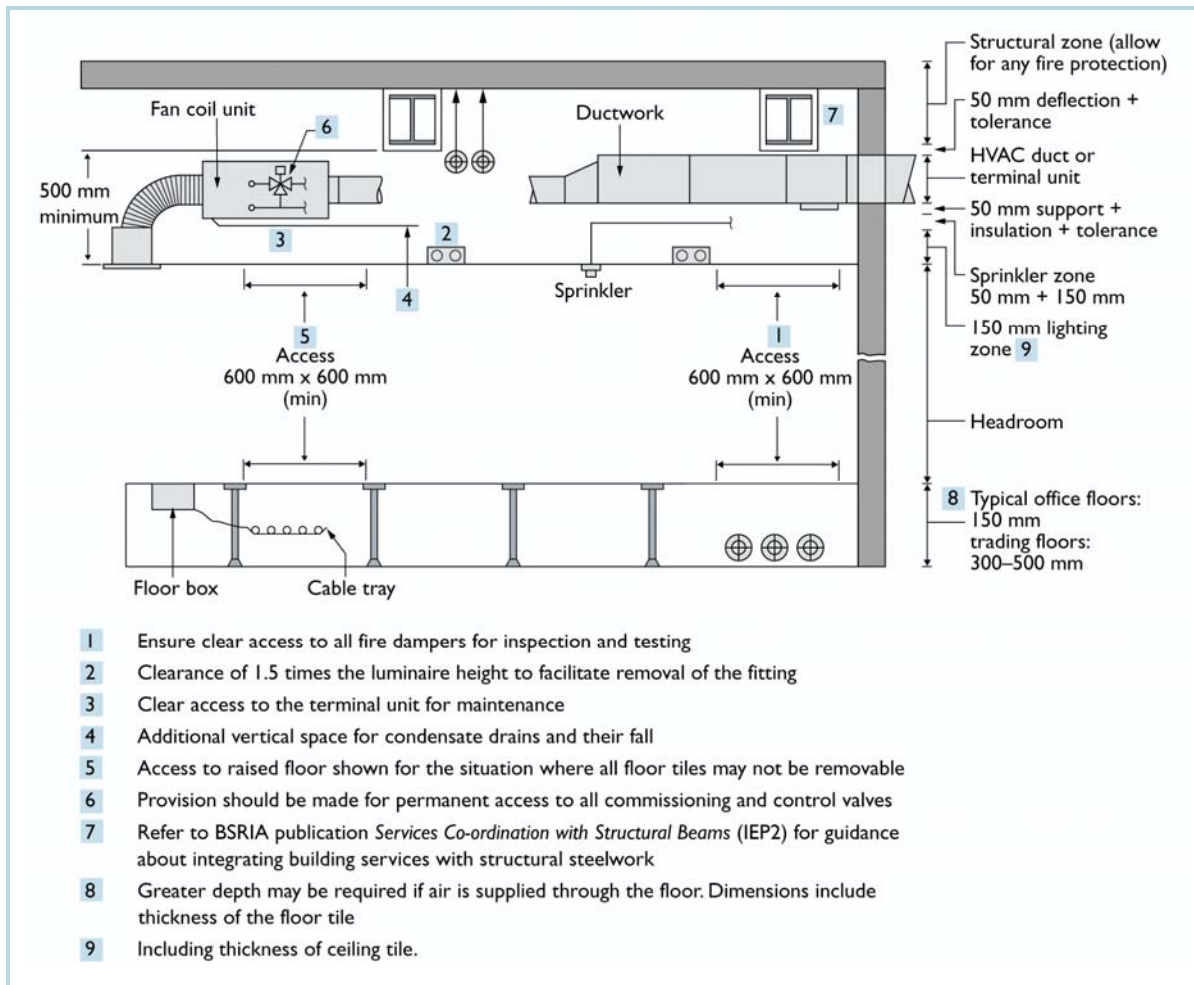 Structural zone (allow
for any fire protection)
50 mm deflection +
tolerance
HVAC duct or
terminal unit
50 mm support +
insulation + tolerance
Sprinkler zone
50 mm + 150 mm
150 mm lighting
zone 9
Headroom
8 Typical office floors:
150 mm
trading floors:
300–500 mm
Fan coil unit
6
Ductwork
7
500 mm
minimum
3
2
4
Sprinkler
5
Access
600 mm x 600 mm
(min)
1
Access
600 mm x 600 mm
(min)
Floor box
Cable tray
1 Ensure clear access to all fire dampers for inspection and testing
2 Clearance of 1.5 times the luminaire height to facilitate removal of the fitting
3 Clear access to the terminal unit for maintenance
4 Additional vertical space for condensate drains and their fall
5 Access to raised floor shown for the situation where all floor tiles may not be removable
6 Provision should be made for permanent access to all commissioning and control valves
7 Refer to BSRIA publication Services Co-ordination with Structural Beams (IEP2) for guidance
about integrating building services with structural steelwork
8 Greater depth may be required if air is supplied through the floor. Dimensions include
thickness of the floor tile
9 Including thickness of ceiling tile.